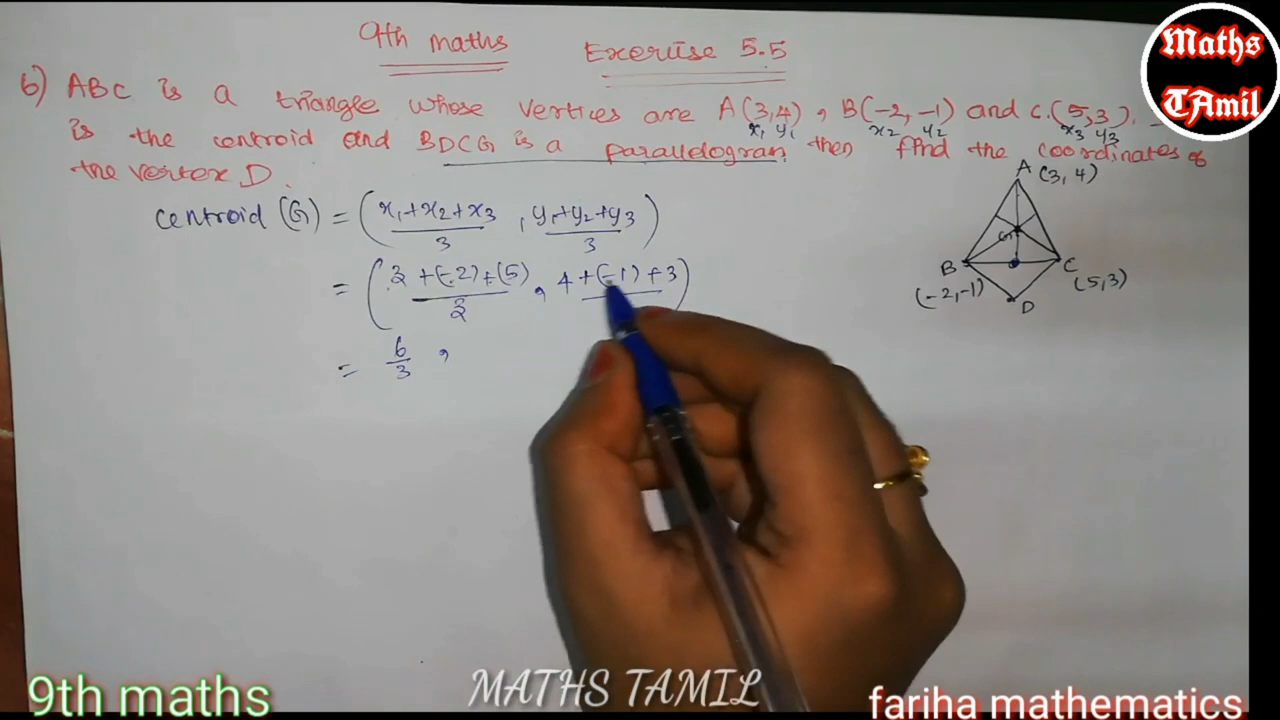 9th maths Exercise 5.5
Maths
TAmil
6) ABC is a triangle whose vertices are A(3,4), B(-2,-1) and C.(5,3).
x₁ y₁ x₂ y₂ x₃ y₃
is the centroid and BDCG is a parallelogram then find the coordinates of
the vertex D.
A (3, 4)
G
B C
(-2,-1) (5,3)
D
centroid (G) = (x₁+x₂+x₃/3 , y₁+y₂+y₃/3)
= (3 +(-2)+(5)/3 , 4+(-1)+3)
= 6/3 ,
MATHS TAMIL
9th maths
fariha mathematics